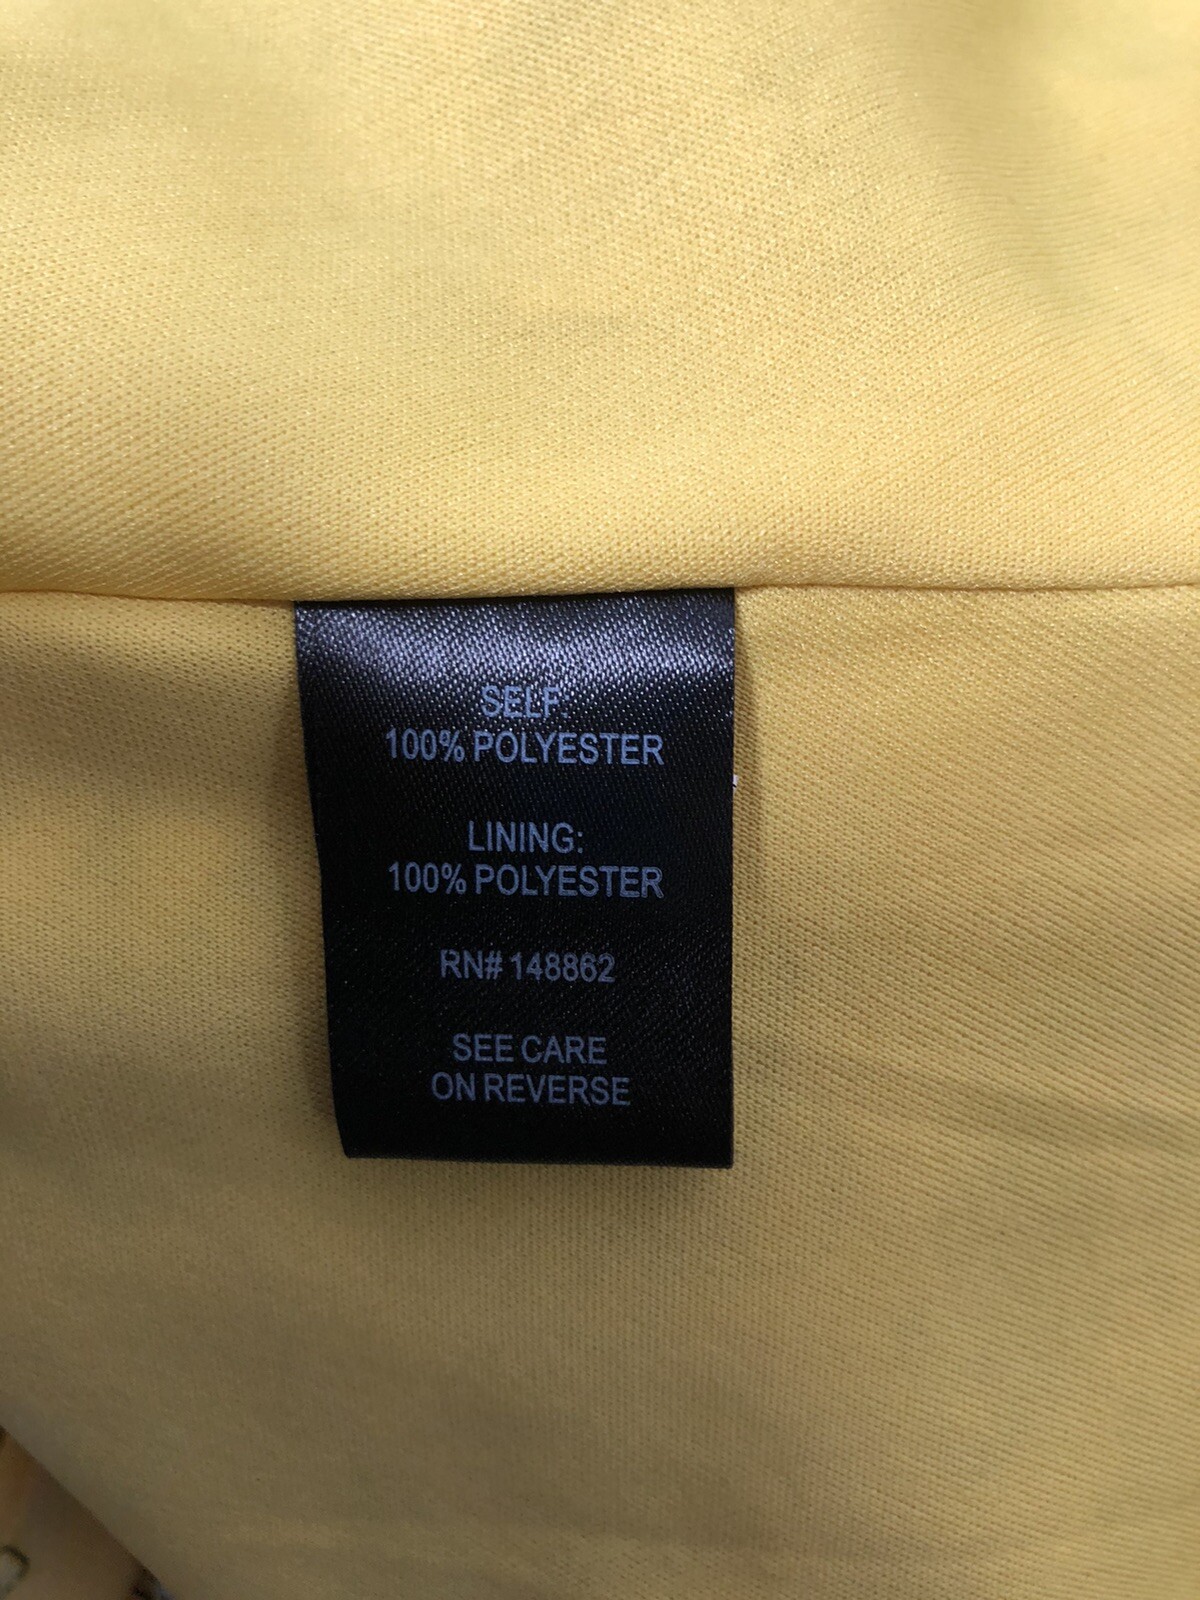 SELF:
100% POLYESTER
LINING:
100% POLYESTER
RN# 148862
SEE CARE
ON REVERSE